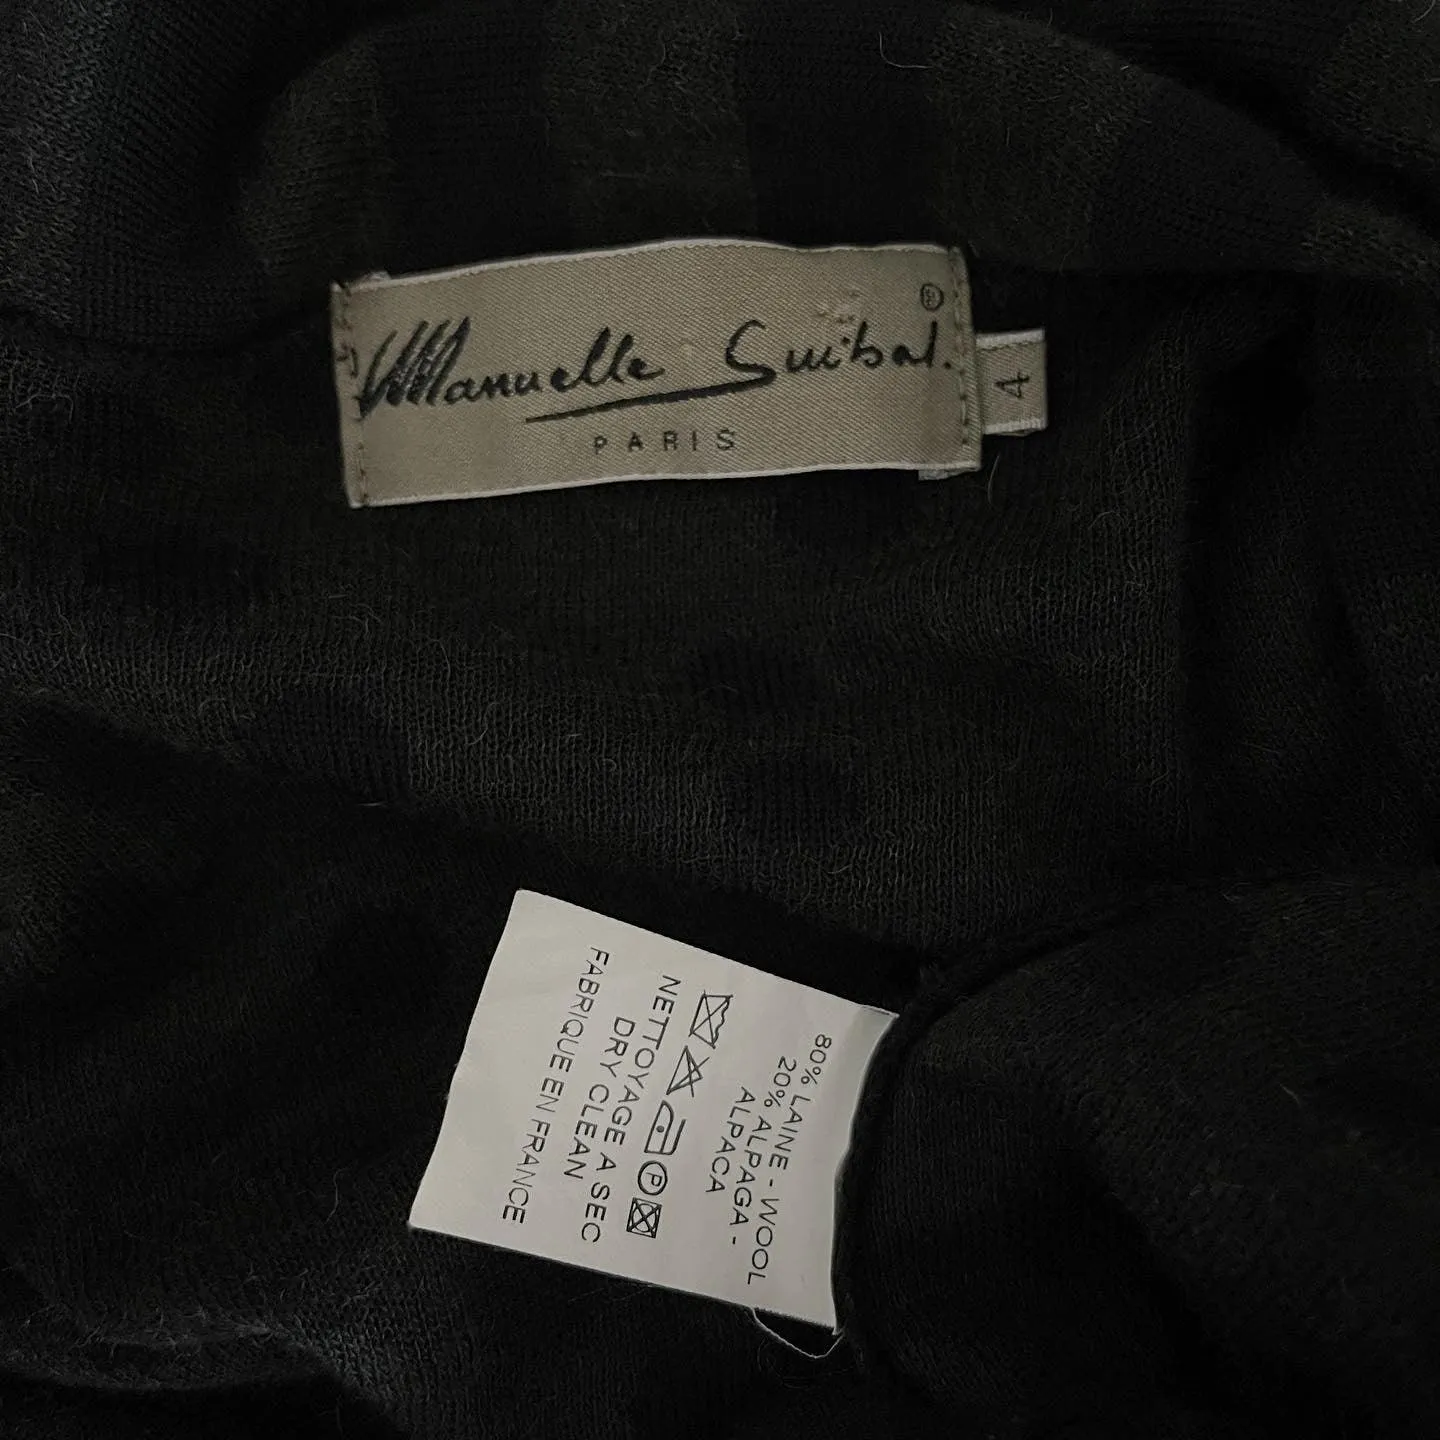 Manuelle Guibal.
PARIS
4
80% LAINE - WOOL
20% ALPAGA -
ALPACA
P
NETTOYAGE A SEC
DRY CLEAN
FABRIQUE EN FRANCE